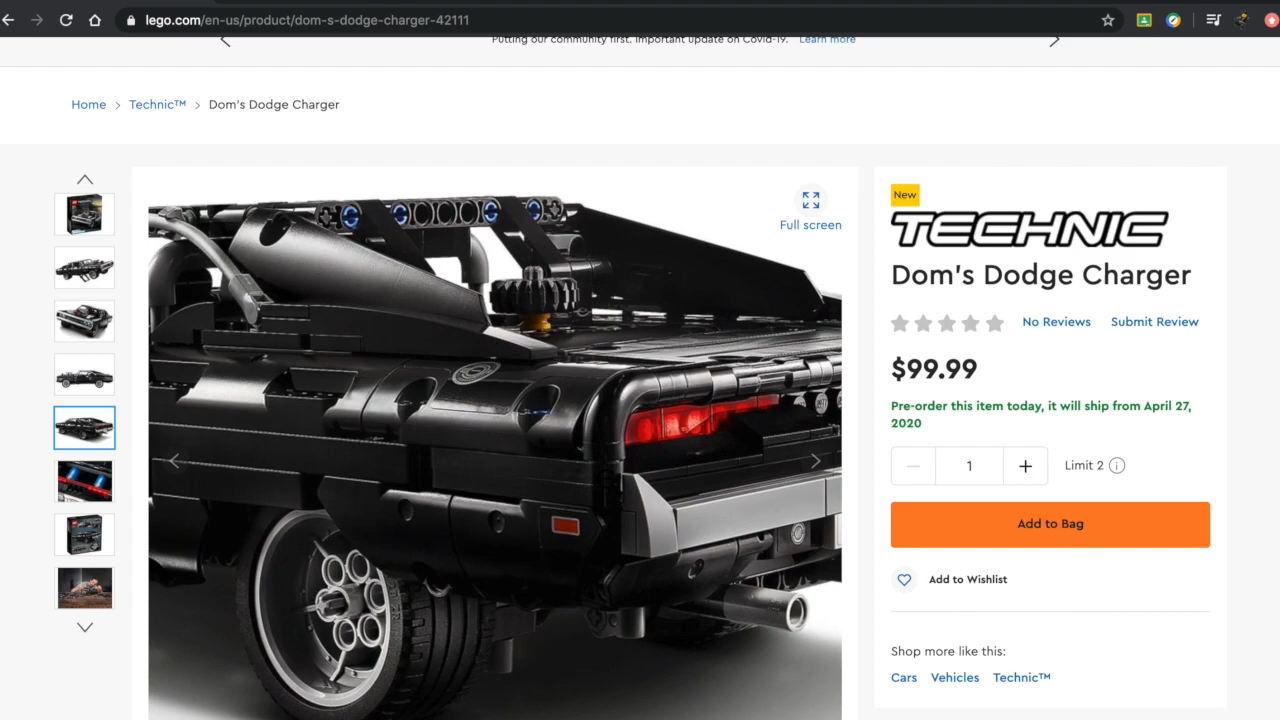 lego.com/en-us/product/dom-s-dodge-charger-42111
Putting our community first. Important update on Covid-19. Learn more
Home > Technic™ > Dom's Dodge Charger
Full screen
New
TECHNIC
Dom's Dodge Charger
No Reviews Submit Review
$99.99
Pre-order this item today, it will ship from April 27,
2020
1
Limit 2
Add to Bag
Add to Wishlist
Shop more like this:
Cars Vehicles Technic™